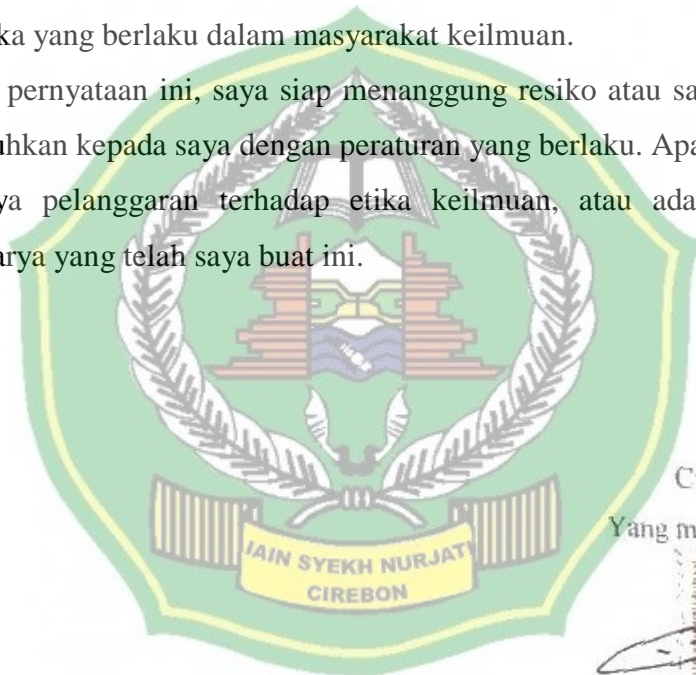 ka yang berlaku dalam masyarakat keilmuan.
pernyataan ini, saya siap menanggung resiko atau sa
uhkan kepada saya dengan peraturan yang berlaku. Apa
ya pelanggaran terhadap etika keilmuan, atau ada
arya yang telah saya buat ini.
C
Yang m
IAIN SYEKH NURJATI
CIREBON